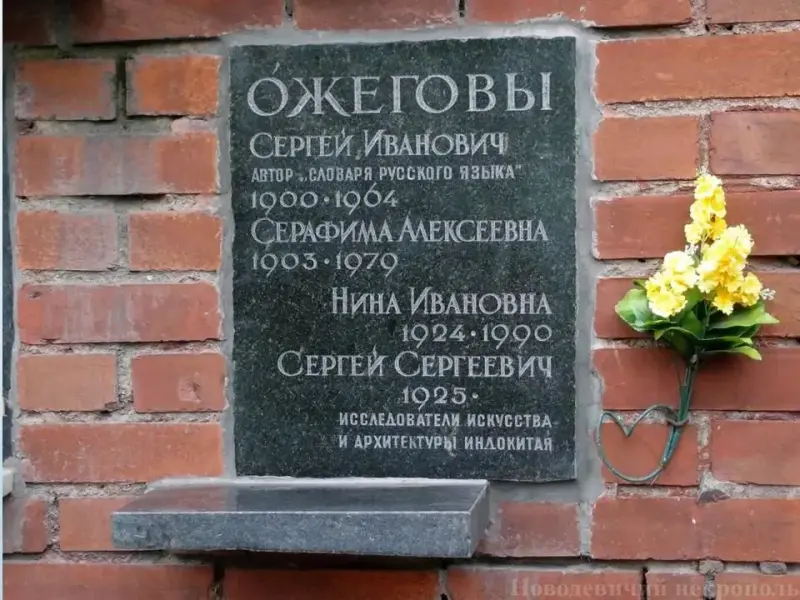 О́ЖЕГОВЫ
СЕРГЕЙ ИВАНОВИЧ
АВТОР „СЛОВАРЯ РУССКОГО ЯЗЫКА"
1900·1964
СЕРАФИМА АЛЕКСЕЕВНА
1903·1979
НИНА ИВАНОВНА
1924·1990
СЕРГЕЙ СЕРГЕЕВИЧ
1925·
ИССЛЕДОВАТЕЛИ ИСКУССТВА
И АРХИТЕКТУРЫ ИНДОКИТАЯ
Новодевичий некрополь